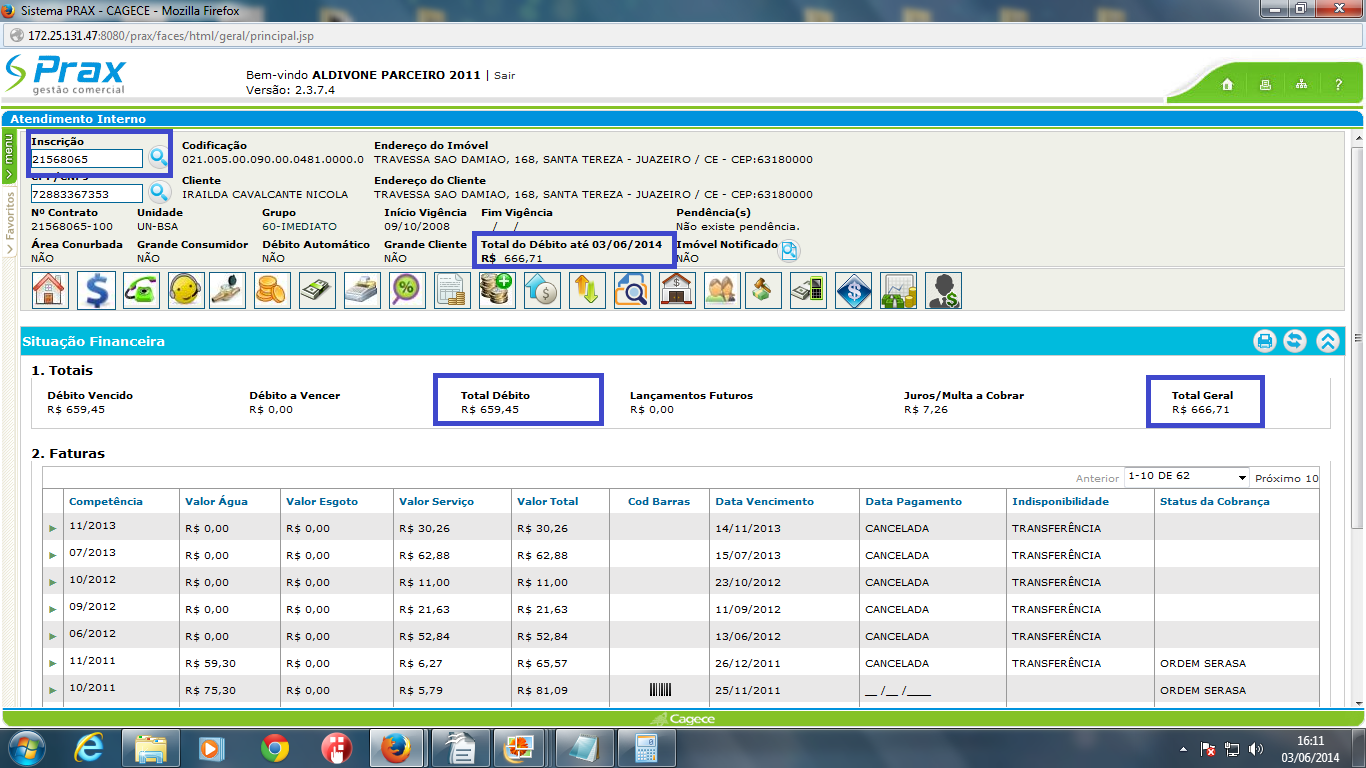 Sistema PRAX - CAGECE - Mozilla Firefox
172.25.131.47:8080/prax/faces/html/geral/principal.jsp
Prax
gestão comercial
Bem-vindo ALDIVONE PARCEIRO 2011 | Sair
Versão: 2.3.7.4
?
Atendimento Interno
menu
Favoritos
Inscrição
21568065
Codificação
021.005.00.090.00.0481.0000.0
Endereço do Imóvel
TRAVESSA SAO DAMIAO, 168, SANTA TEREZA - JUAZEIRO / CE - CEP:63180000
72883367353
Cliente
IRAILDA CAVALCANTE NICOLA
Endereço do Cliente
TRAVESSA SAO DAMIAO, 168, SANTA TEREZA - JUAZEIRO / CE - CEP:63180000
Nº Contrato Unidade Grupo Início Vigência Fim Vigência Pendência(s)
21568065-100 UN-BSA 60-IMEDIATO 09/10/2008 / / Não existe pendência.
Área Conurbada Grande Consumidor Débito Automático Grande Cliente Total do Débito até 03/06/2014 Imóvel Notificado
NÃO NÃO NÃO NÃO R$ 666,71 NÃO
Situação Financeira
1. Totais
Débito Vencido Débito a Vencer Total Débito Lançamentos Futuros Juros/Multa a Cobrar Total Geral
R$ 659,45 R$ 0,00 R$ 659,45 R$ 0,00 R$ 7,26 R$ 666,71
2. Faturas
Anterior 1-10 DE 62 Próximo 10
Competência Valor Água Valor Esgoto Valor Serviço Valor Total Cod Barras Data Vencimento Data Pagamento Indisponibilidade Status da Cobrança
11/2013 R$ 0,00 R$ 0,00 R$ 30,26 R$ 30,26 14/11/2013 CANCELADA TRANSFERÊNCIA
07/2013 R$ 0,00 R$ 0,00 R$ 62,88 R$ 62,88 15/07/2013 CANCELADA TRANSFERÊNCIA
10/2012 R$ 0,00 R$ 0,00 R$ 11,00 R$ 11,00 23/10/2012 CANCELADA TRANSFERÊNCIA
09/2012 R$ 0,00 R$ 0,00 R$ 21,63 R$ 21,63 11/09/2012 CANCELADA TRANSFERÊNCIA
06/2012 R$ 0,00 R$ 0,00 R$ 52,84 R$ 52,84 13/06/2012 CANCELADA TRANSFERÊNCIA
11/2011 R$ 59,30 R$ 0,00 R$ 6,27 R$ 65,57 26/12/2011 CANCELADA TRANSFERÊNCIA ORDEM SERASA
10/2011 R$ 75,30 R$ 0,00 R$ 5,79 R$ 81,09 25/11/2011 __ /__ /____ ORDEM SERASA
Cagece
16:11
03/06/2014